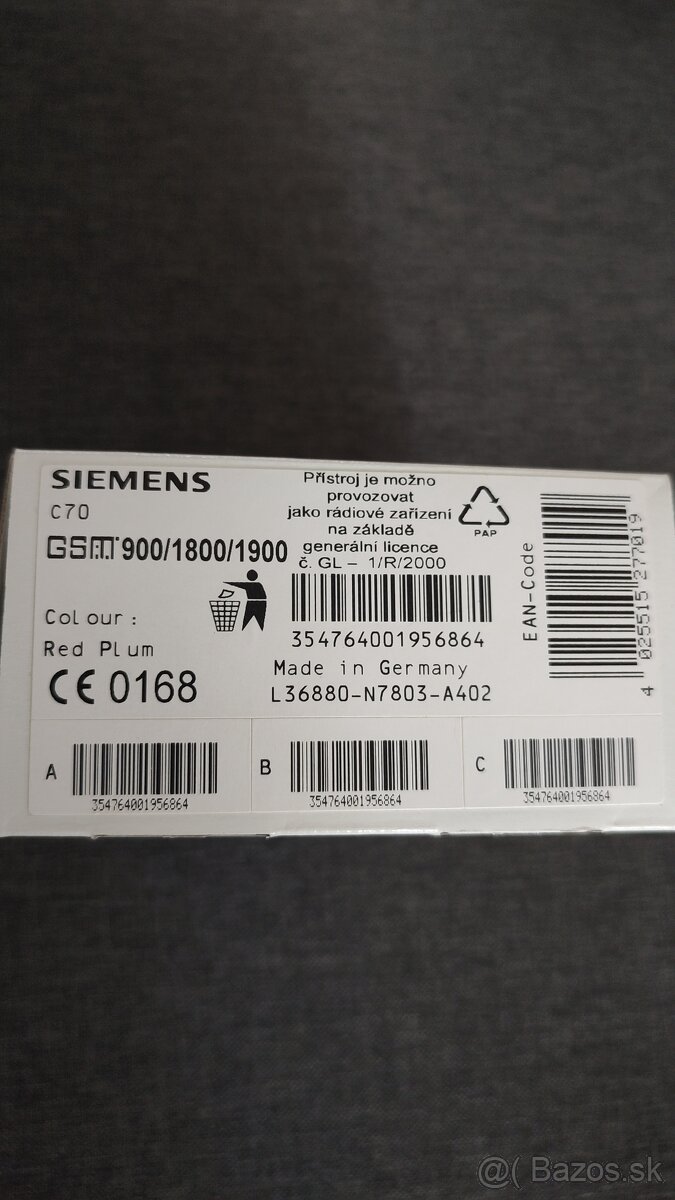 SIEMENS
C70
GSM 900/1800/1900
Colour:
Red Plum
CE 0168
Přístroj je možno
provozovat
jako rádiové zařízení
na základě
generální licence
č. GL - 1/R/2000
354764001956864
Made in Germany
L36880-N7803-A402
PAP
EAN-Code
4 025515 277019
A
354764001956864
B
354764001956864
C
354764001956864
@( Bazos.sk